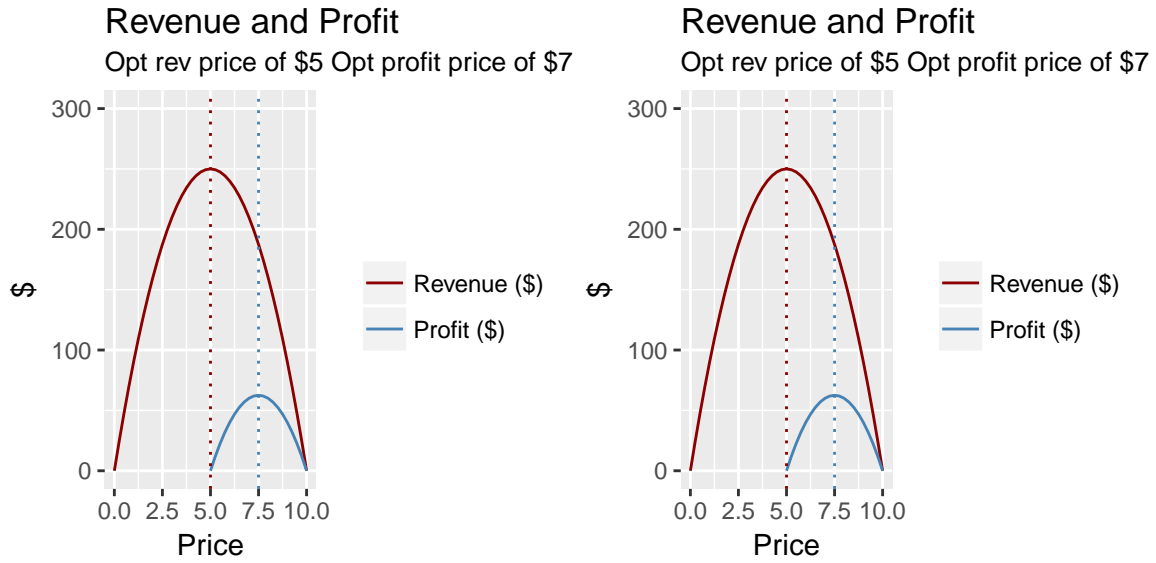 Revenue and Profit
Opt rev price of $5 Opt profit price of $7
300
200
100
0
$
0.0 2.5 5.0 7.5 10.0
Price
Revenue ($)
Profit ($)
Revenue and Profit
Opt rev price of $5 Opt profit price of $7
300
200
100
0
$
0.0 2.5 5.0 7.5 10.0
Price
Revenue ($)
Profit ($)